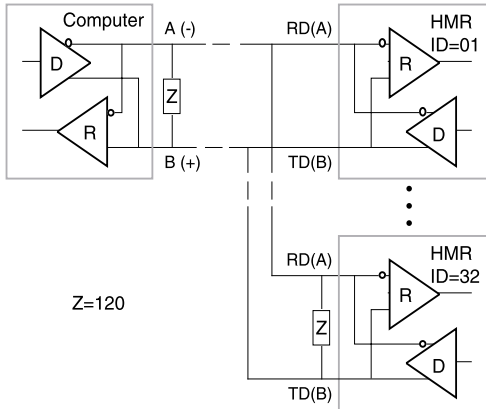 Computer
A (-)
RD(A)
HMR
ID=01
D
R
Z
R
D
B (+)
TD(B)
RD(A)
HMR
ID=32
R
Z=120
Z
D
TD(B)